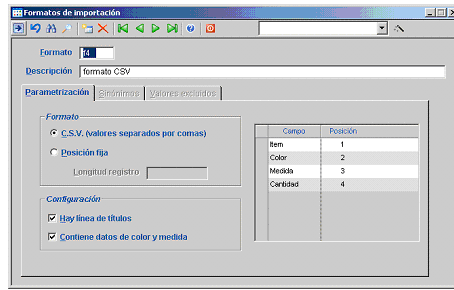 Formatos de importación
Formato f4
Descripción formato CSV
Parametrización Sinónimos Valores excluidos
Formato
C.S.V. (valores separados por comas)
Posición fija
Longitud registro
Configuración
Hay línea de títulos
Contiene datos de color y medida
Campo Posición
Item 1
Color 2
Medida 3
Cantidad 4